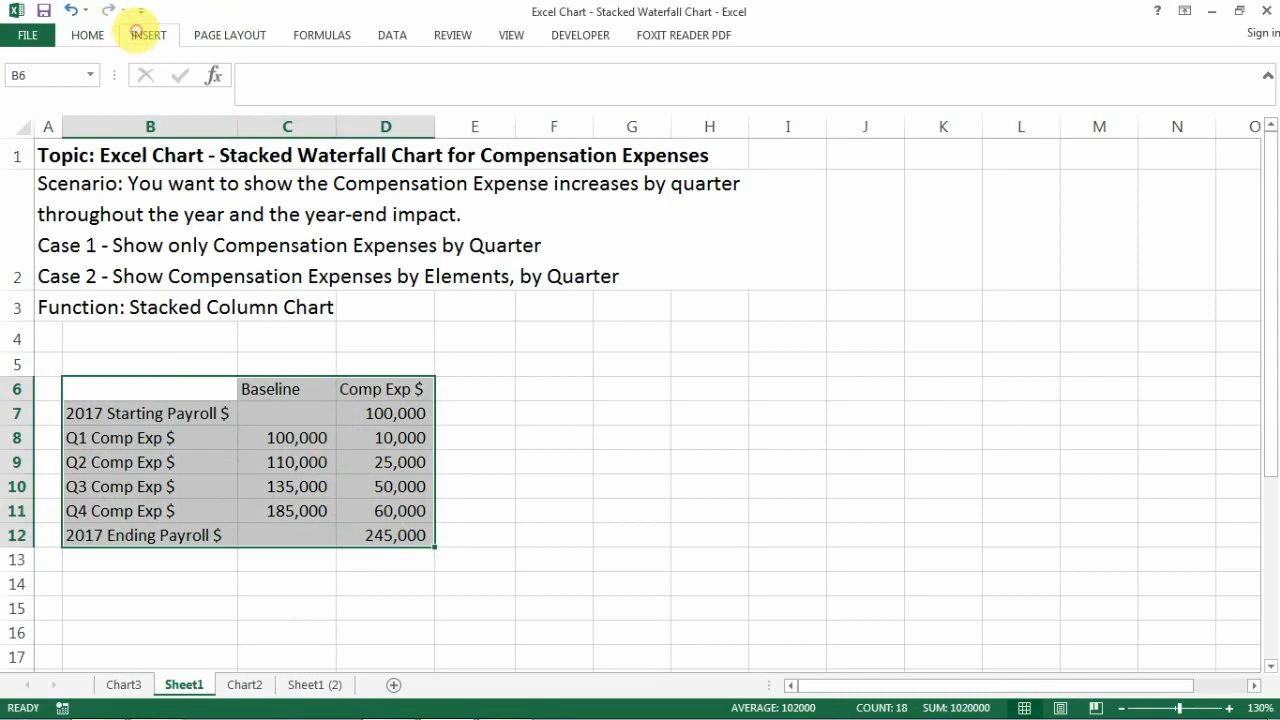 Excel Chart - Stacked Waterfall Chart - Excel
?
FILE HOME INSERT PAGE LAYOUT FORMULAS DATA REVIEW VIEW DEVELOPER FOXIT READER PDF Sign in
B6 fx
A B C D E F G H I J K L M N O
1 Topic: Excel Chart - Stacked Waterfall Chart for Compensation Expenses
Scenario: You want to show the Compensation Expense increases by quarter
throughout the year and the year-end impact.
Case 1 - Show only Compensation Expenses by Quarter
2 Case 2 - Show Compensation Expenses by Elements, by Quarter
3 Function: Stacked Column Chart
4
5
6 Baseline Comp Exp $
7 2017 Starting Payroll $ 100,000
8 Q1 Comp Exp $ 100,000 10,000
9 Q2 Comp Exp $ 110,000 25,000
10 Q3 Comp Exp $ 135,000 50,000
11 Q4 Comp Exp $ 185,000 60,000
12 2017 Ending Payroll $ 245,000
13
14
15
16
17
Chart3 Sheet1 Chart2 Sheet1 (2)
READY AVERAGE: 102000 COUNT: 18 SUM: 1020000 130%